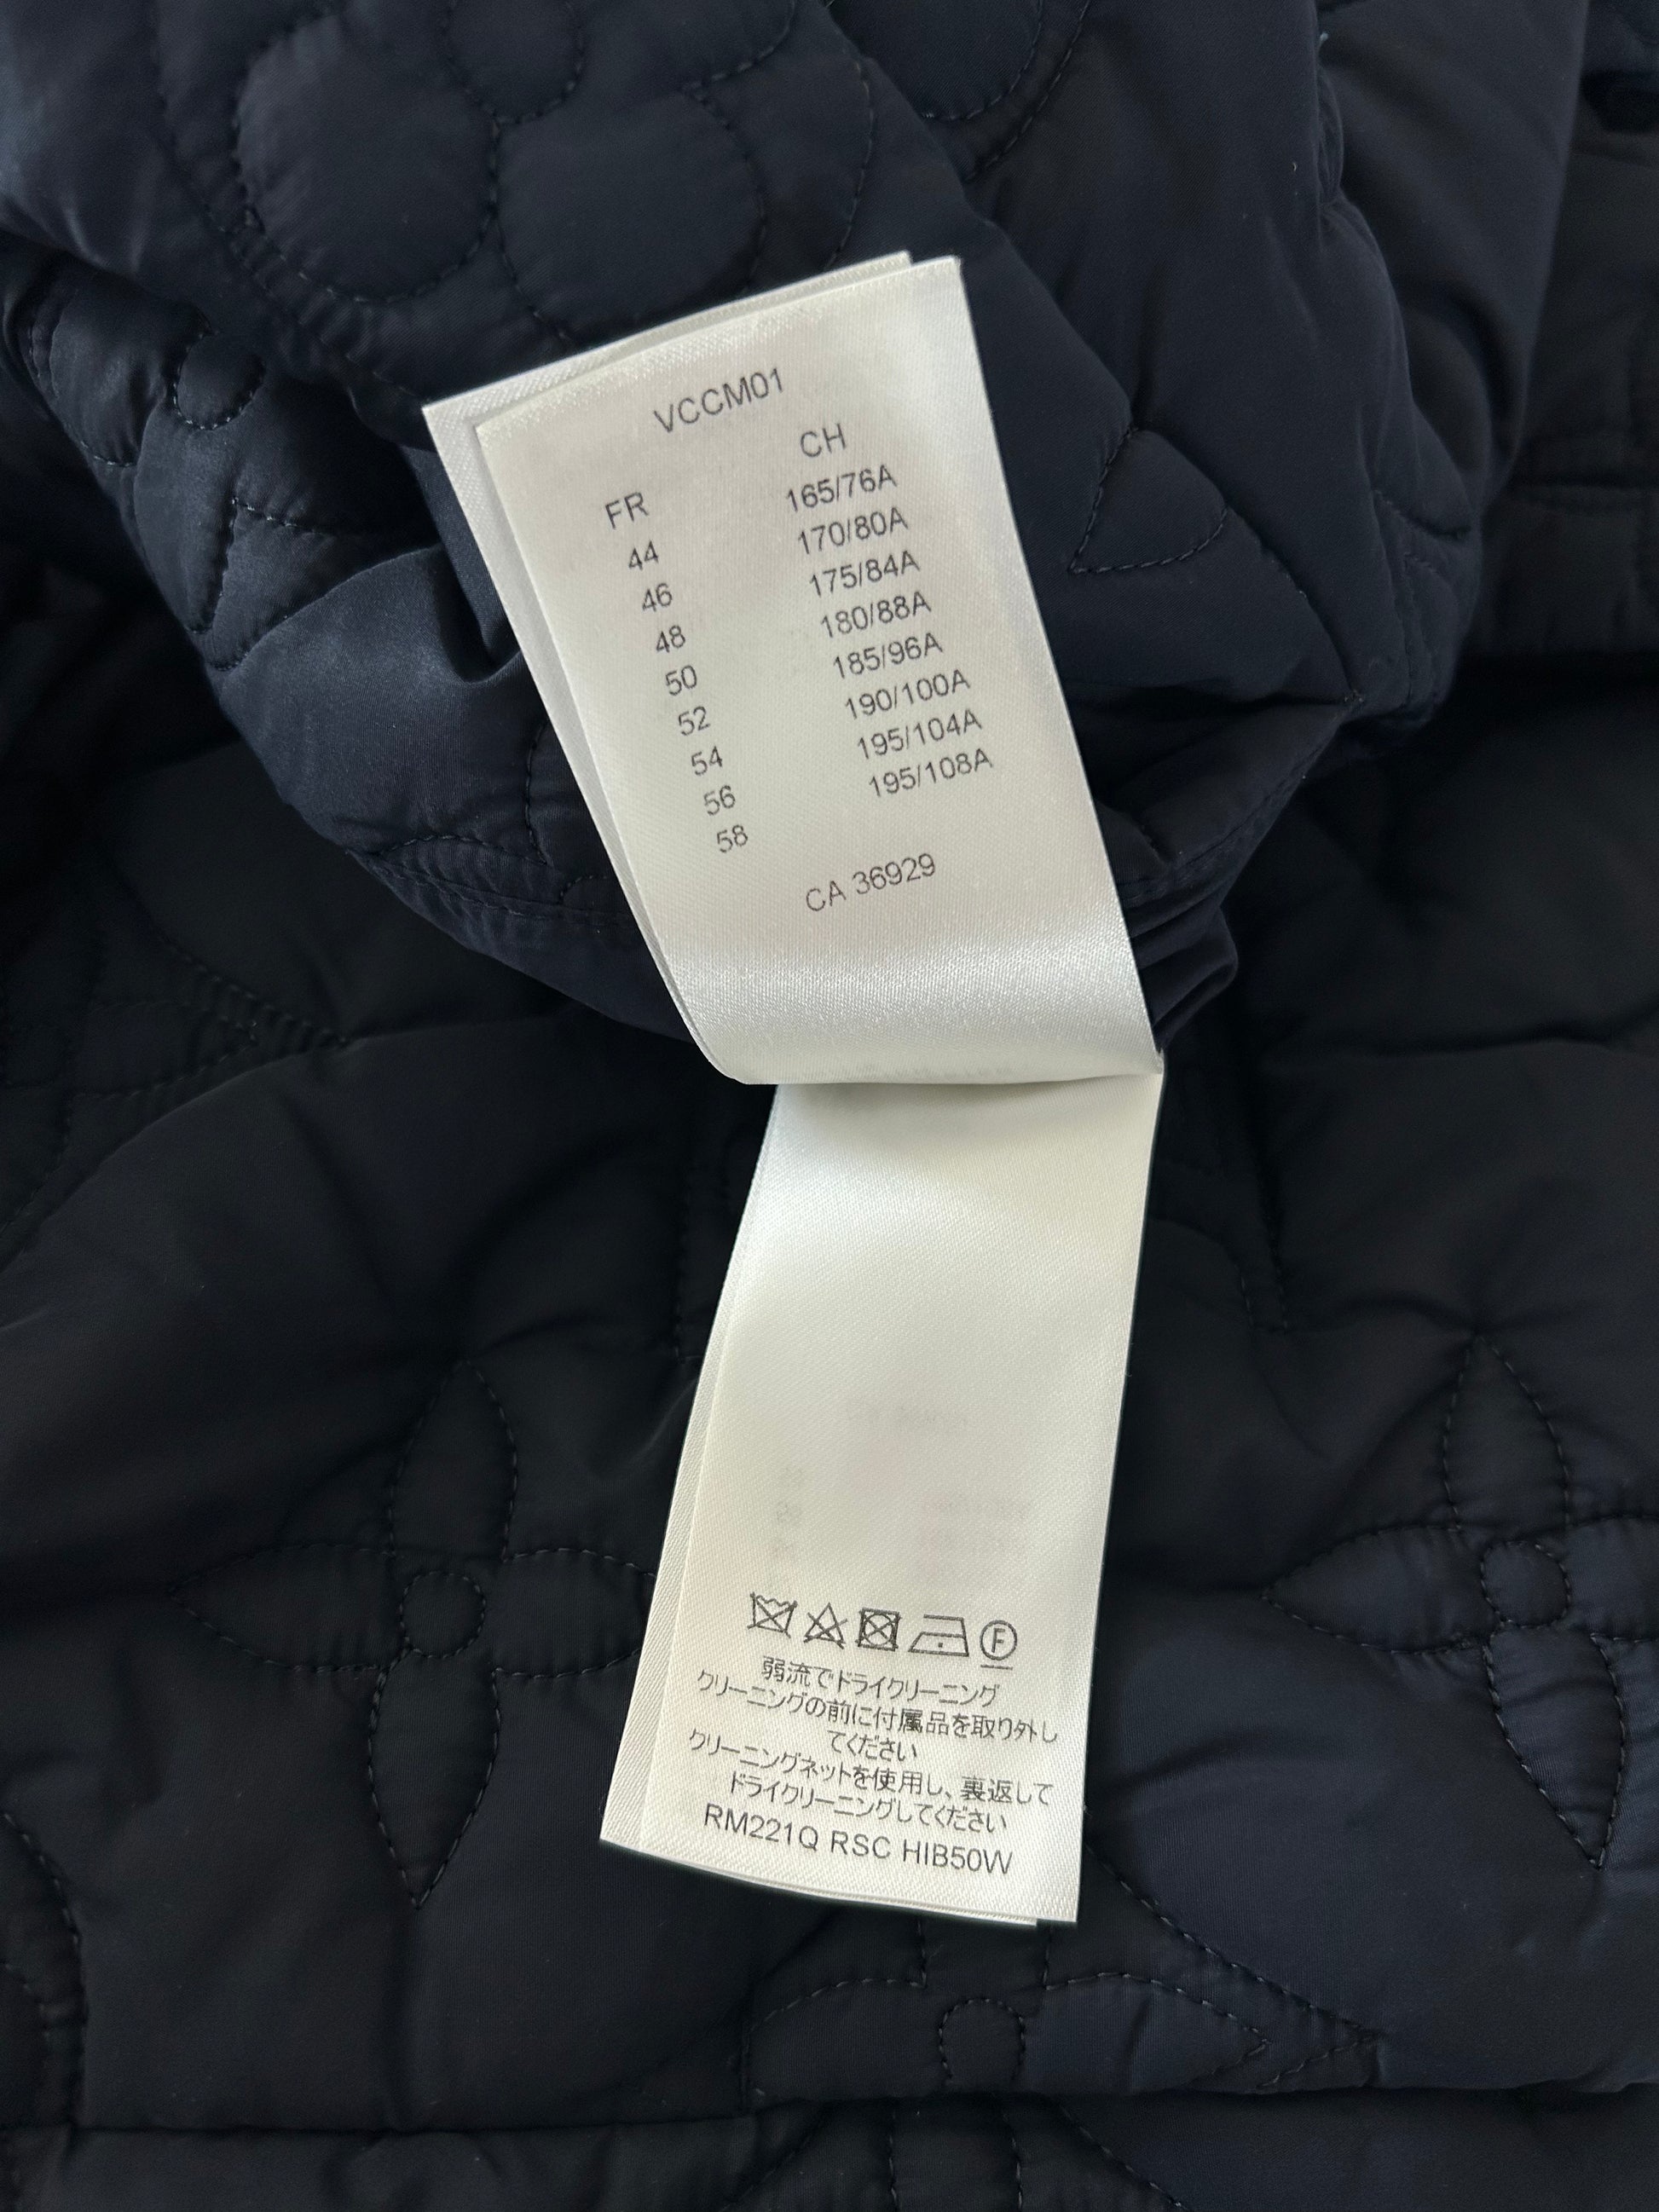 VCCM01
FR CH
44 165/76A
46 170/80A
48 175/84A
50 180/88A
52 185/96A
54 190/100A
56 195/104A
58 195/108A
CA 36929
F
弱流でドライクリーニング
クリーニングの前に付属品を取り外し
てください
クリーニングネットを使用し、裏返して
ドライクリーニングしてください
RM221Q RSC HIB50W